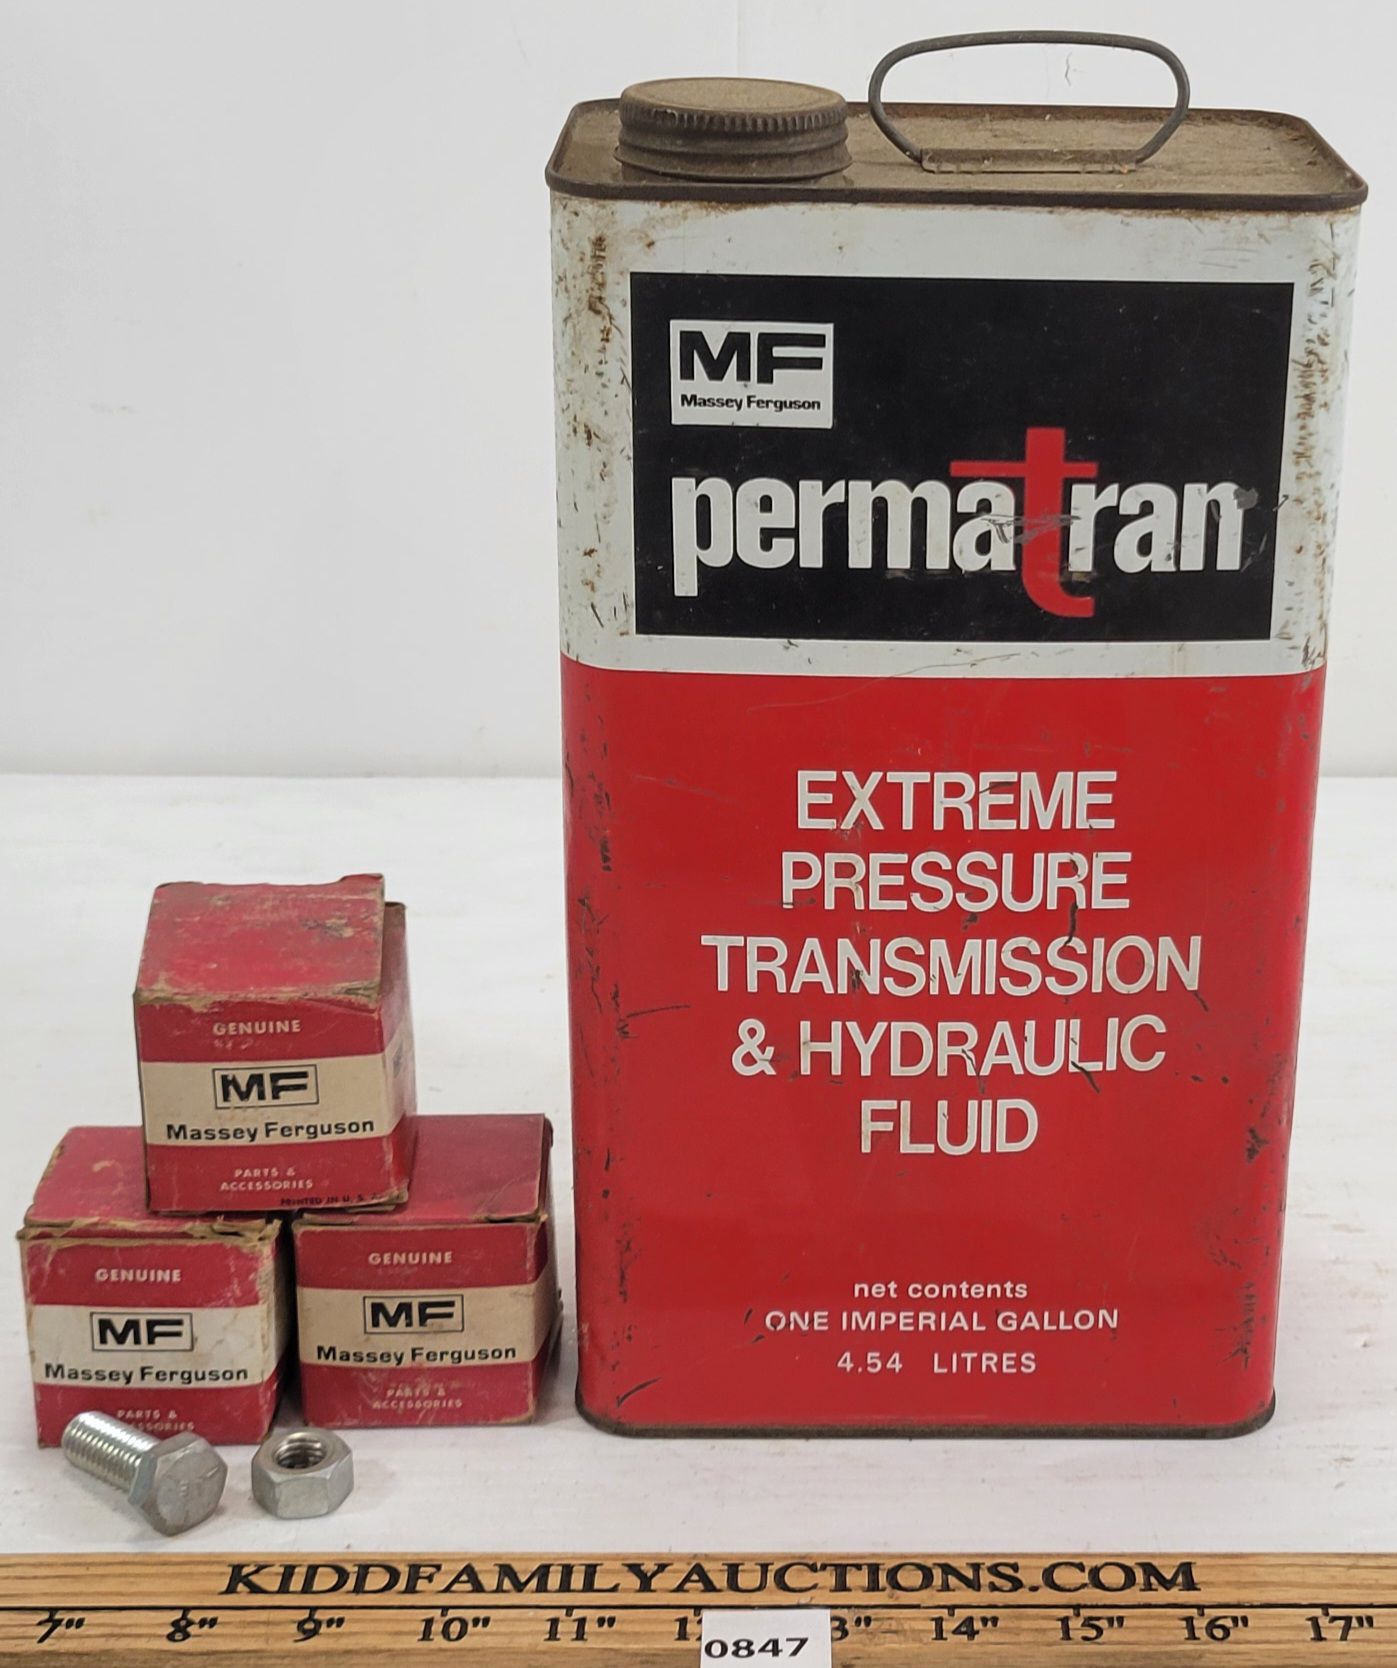 MF
Massey Ferguson
permatran
EXTREME
PRESSURE
TRANSMISSION
& HYDRAULIC
FLUID
net contents
ONE IMPERIAL GALLON
4.54 LITRES
GENUINE
MF
Massey Ferguson
PARTS &
ACCESSORIES
PRINTED IN U. S.
GENUINE
MF
Massey Ferguson
PARTS &
GENUINE
MF
Massey Ferguson
PARTS &
ACCESSORIES
KIDDFAMILYAUCTIONS.COM
7" 8" 9" 10" 11" 14" 15" 16" 17"
0847